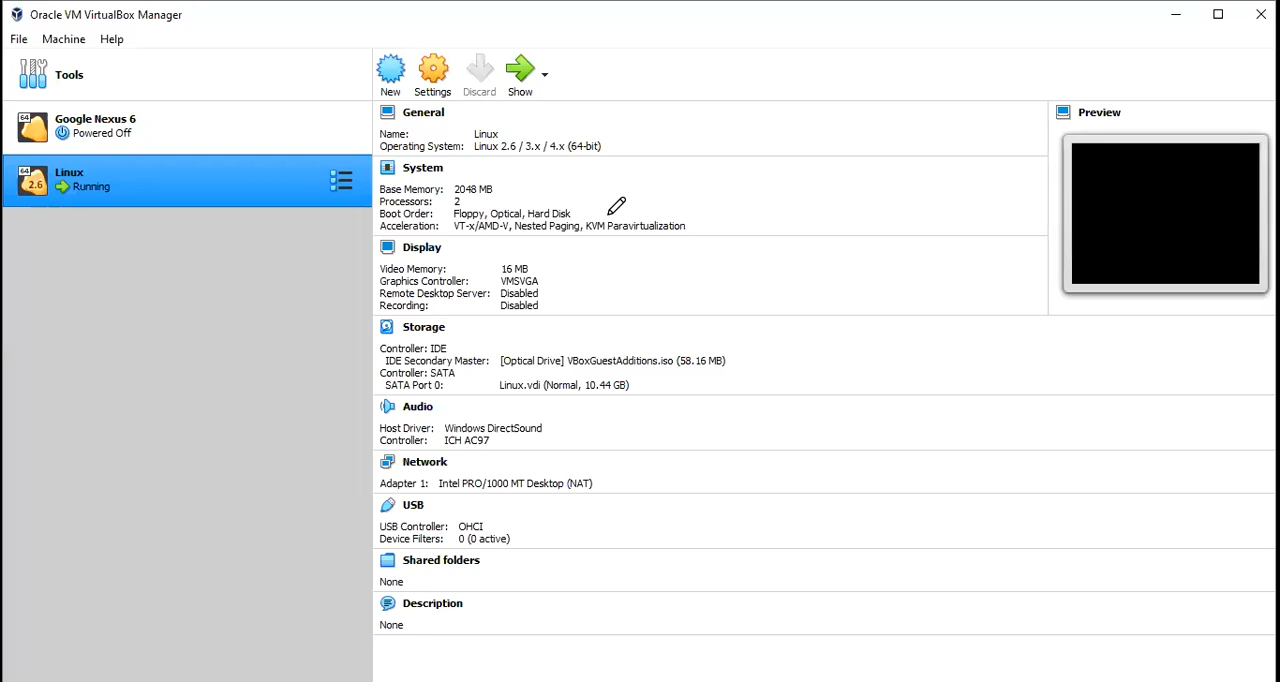 Oracle VM VirtualBox Manager
File Machine Help
Tools
New Settings Discard Show
64 Google Nexus 6
Powered Off
64 2.6 Linux
Running
General
Name: Linux
Operating System: Linux 2.6 / 3.x / 4.x (64-bit)
Preview
System
Base Memory: 2048 MB
Processors: 2
Boot Order: Floppy, Optical, Hard Disk
Acceleration: VT-x/AMD-V, Nested Paging, KVM Paravirtualization
Display
Video Memory: 16 MB
Graphics Controller: VMSVGA
Remote Desktop Server: Disabled
Recording: Disabled
Storage
Controller: IDE
IDE Secondary Master: [Optical Drive] VBoxGuestAdditions.iso (58.16 MB)
Controller: SATA
SATA Port 0: Linux.vdi (Normal, 10.44 GB)
Audio
Host Driver: Windows DirectSound
Controller: ICH AC97
Network
Adapter 1: Intel PRO/1000 MT Desktop (NAT)
USB
USB Controller: OHCI
Device Filters: 0 (0 active)
Shared folders
None
Description
None